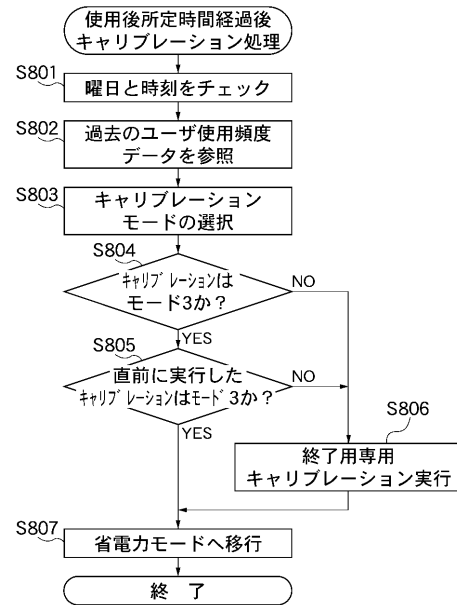 使用後所定時間経過後
キャリブレーション処理
S801
曜日と時刻をチェック
S802
過去のユーザ使用頻度
データを参照
S803
キャリブレーション
モードの選択
S804
キャリブレーションは
モード3か？
NO
YES
S805
直前に実行した
キャリブレーションはモード3か？
NO
YES
S806
終了用専用
キャリブレーション実行
S807
省電力モードへ移行
終 了